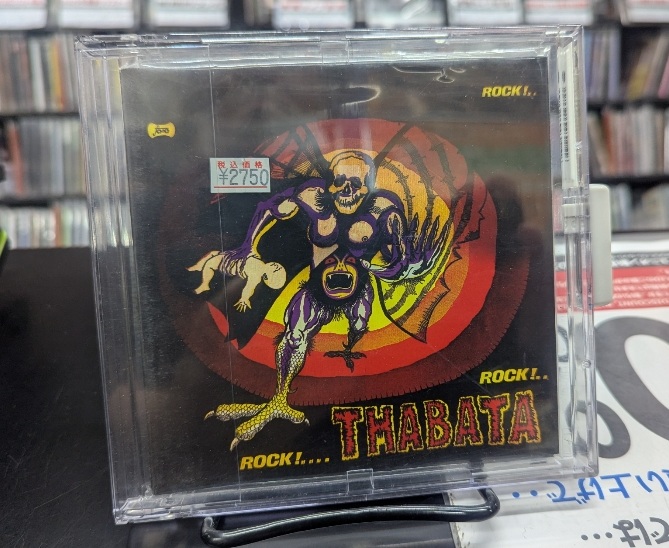 ROCK!..
税込価格
¥2750
ROCK!..
THABATA
ROCK!....